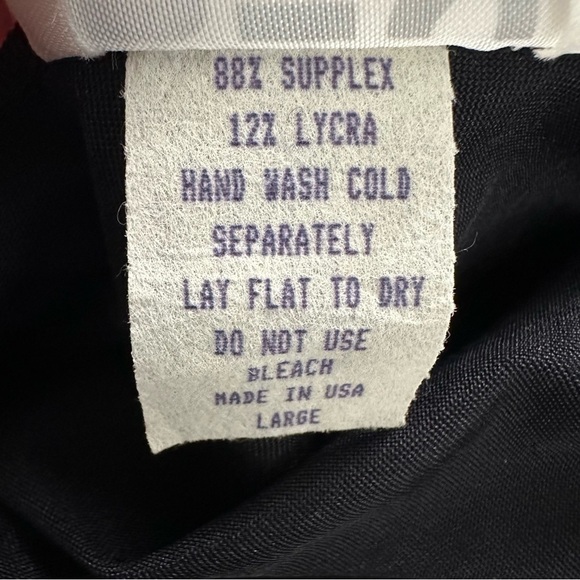 88% SUPPLEX
12% LYCRA
HAND WASH COLD
SEPARATELY
LAY FLAT TO DRY
DO NOT USE
BLEACH
MADE IN USA
LARGE